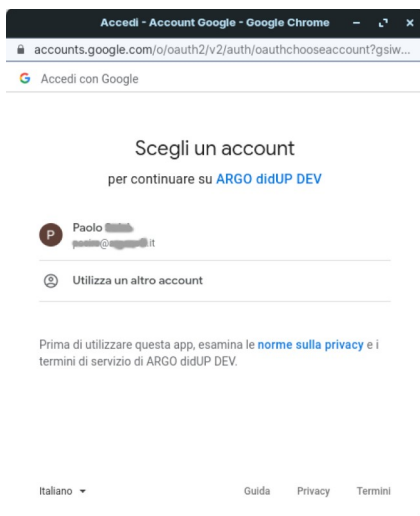 Accedi - Account Google - Google Chrome
accounts.google.com/o/oauth2/v2/auth/oauthchooseaccount?gsiw...
Accedi con Google
Scegli un account
per continuare su ARGO didUP DEV
P
Paolo
@ .it
Utilizza un altro account
Prima di utilizzare questa app, esamina le norme sulla privacy e i
termini di servizio di ARGO didUP DEV.
Italiano
Guida Privacy Termini